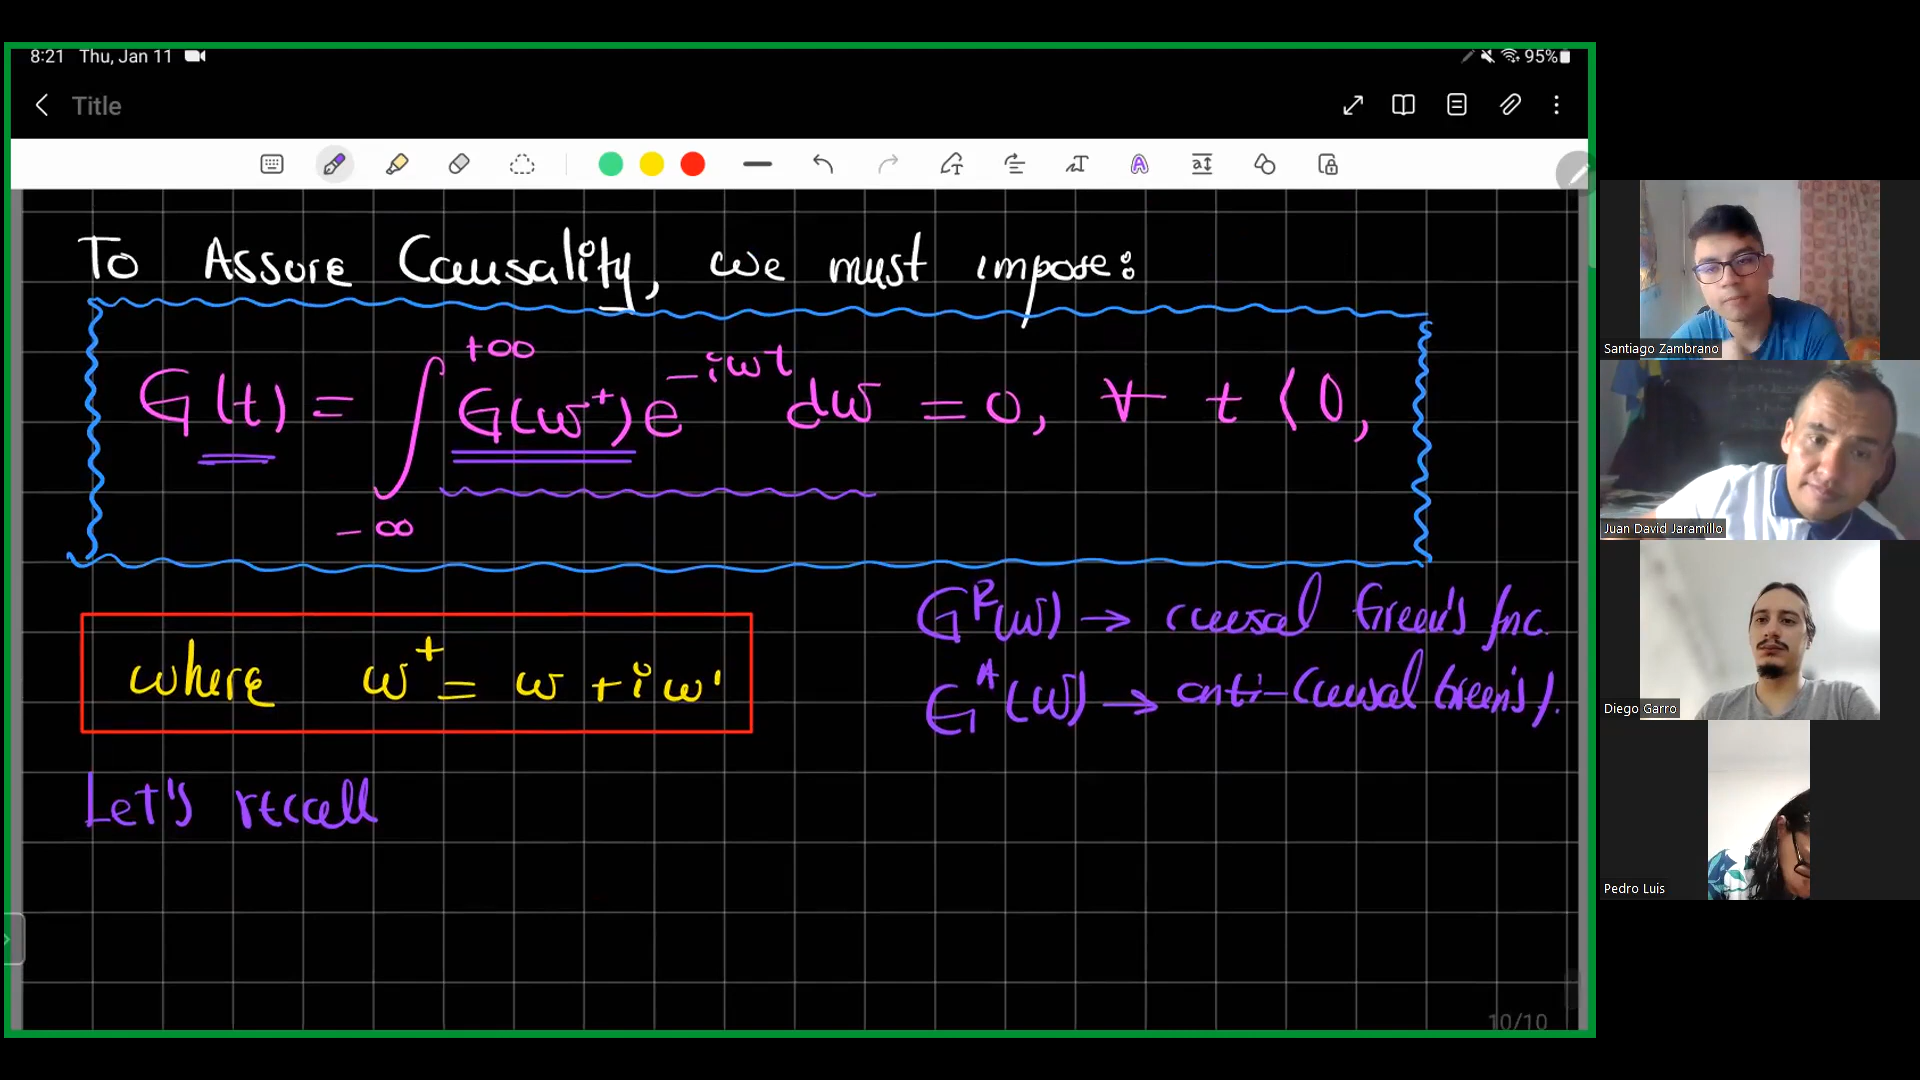 8:21 Thu, Jan 11
95%
Title
To Assure Causality, we must impose:
G(t) = ∫_{-∞}^{+∞} G(ω⁺) e^{-iωt} dω = 0, ∀ t < 0,
where ω⁺ = ω + iω'
G^R(ω) → causal Green's fnc.
G^A(ω) → anti-Causal Green's f.
Let's recall
10/10
Santiago Zambrano
Juan David Jaramillo
Diego Garro
Pedro Luis